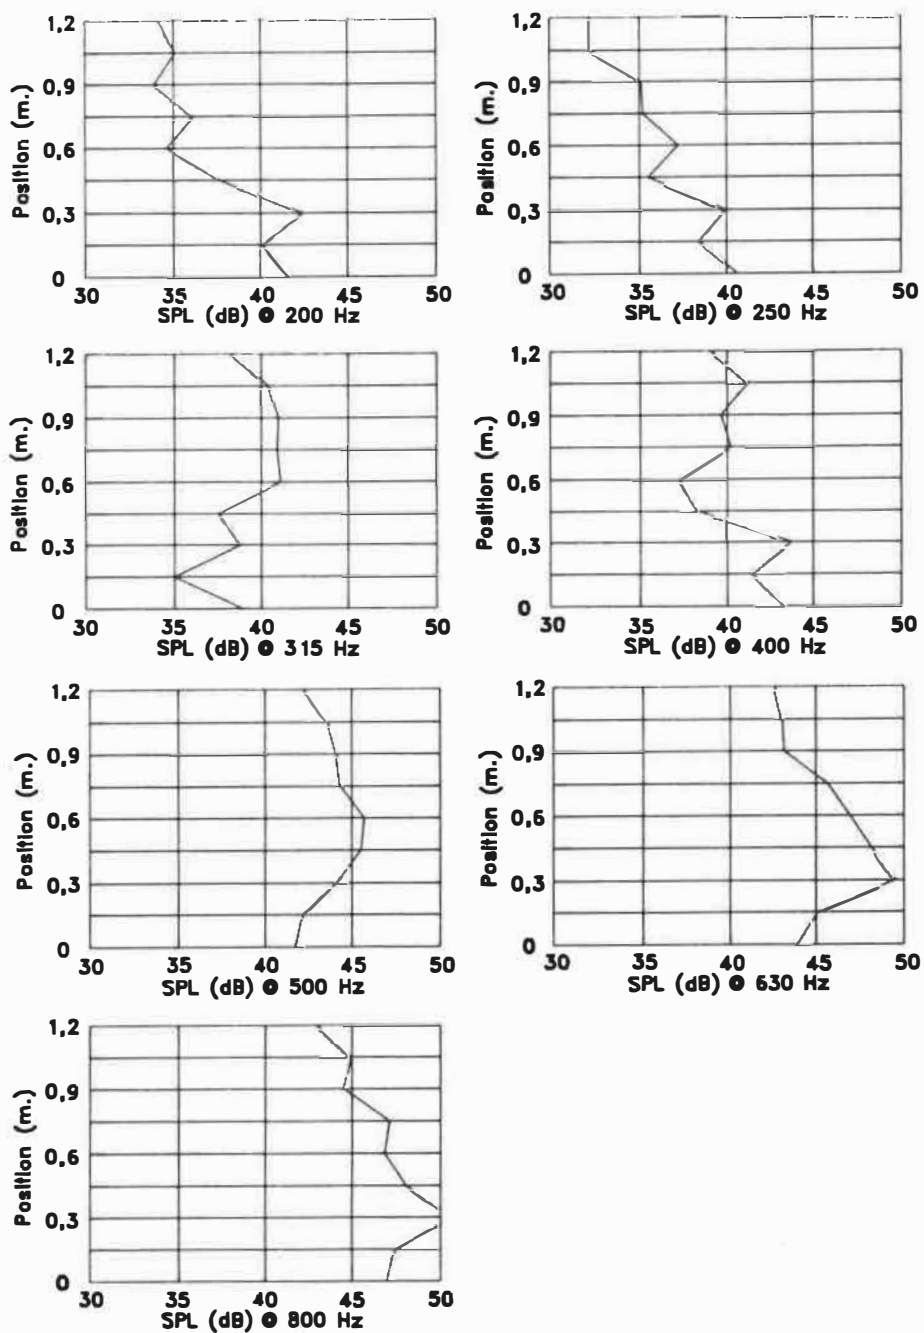 1,2
0,9
0,6
0,3
0
Position (m.)
30 35 40 45 50
SPL (dB) @ 200 Hz
1,2
0,9
0,6
0,3
0
Position (m.)
30 35 40 45 50
SPL (dB) @ 250 Hz
1,2
0,9
0,6
0,3
0
Position (m.)
30 35 40 45 50
SPL (dB) @ 315 Hz
1,2
0,9
0,6
0,3
0
Position (m.)
30 35 40 45 50
SPL (dB) @ 400 Hz
1,2
0,9
0,6
0,3
0
Position (m.)
30 35 40 45 50
SPL (dB) @ 500 Hz
1,2
0,9
0,6
0,3
0
Position (m.)
30 35 40 45 50
SPL (dB) @ 630 Hz
1,2
0,9
0,6
0,3
0
Position (m.)
30 35 40 45 50
SPL (dB) @ 800 Hz